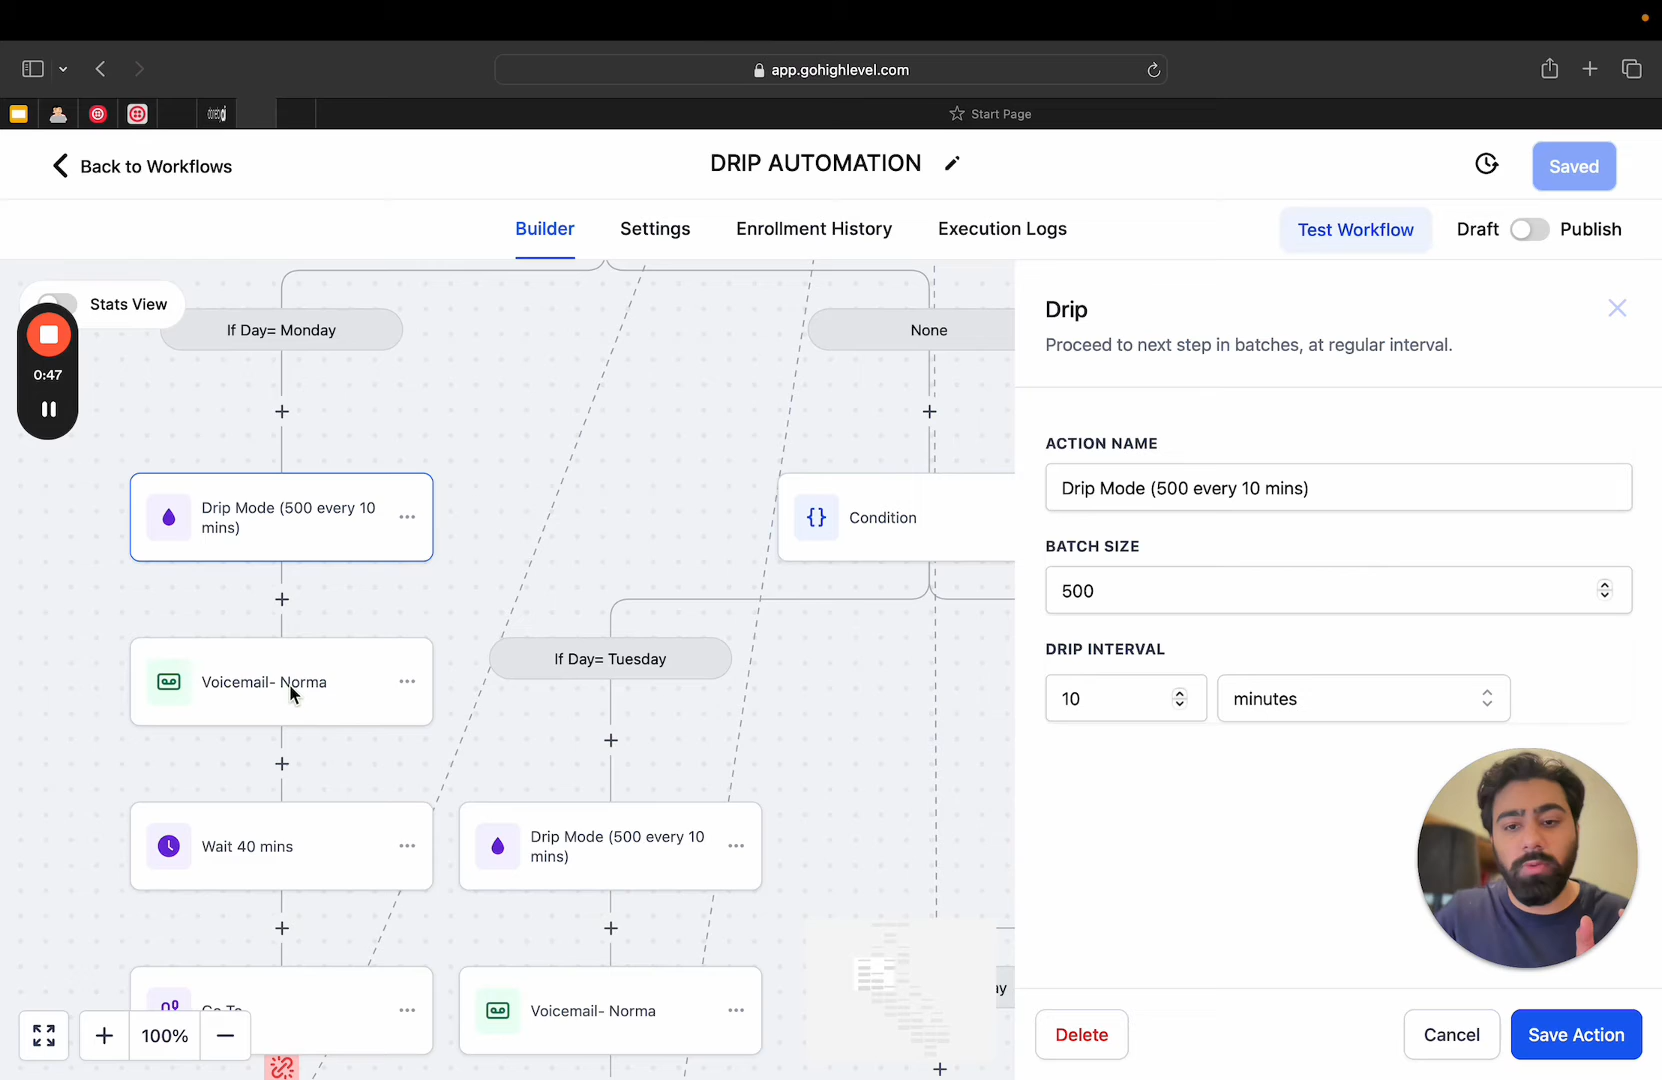 app.gohighlevel.com
Start Page
Back to Workflows
DRIP AUTOMATION
Saved
Builder
Settings
Enrollment History
Execution Logs
Test Workflow
Draft
Publish
Stats View
0:47
If Day= Monday
None
Drip Mode (500 every 10
mins)
Condition
Voicemail- Norma
If Day= Tuesday
Wait 40 mins
Drip Mode (500 every 10
mins)
Go To
Voicemail- Norma
ay
100%
Drip
Proceed to next step in batches, at regular interval.
ACTION NAME
Drip Mode (500 every 10 mins)
BATCH SIZE
500
DRIP INTERVAL
10
minutes
Delete
Cancel
Save Action